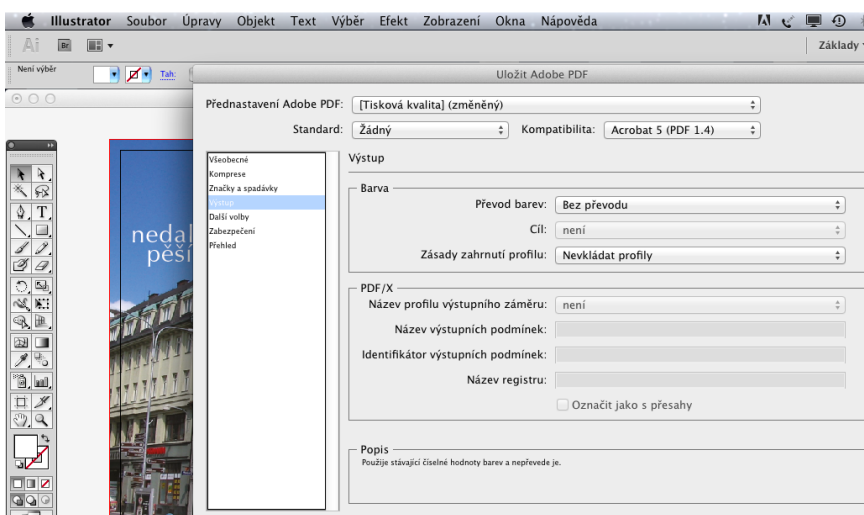 Illustrator Soubor Úpravy Objekt Text Výběr Efekt Zobrazení Okna Nápověda
Ai Br Základy
Není výběr Tah:
Uložit Adobe PDF
Přednastavení Adobe PDF: [Tisková kvalita] (změněný)
Standard: Žádný Kompatibilita: Acrobat 5 (PDF 1.4)
Všeobecné
Komprese
Značky a spadávky
Výstup
Další volby
Zabezpečení
Přehled
Výstup
Barva
Převod barev: Bez převodu
Cíl: není
Zásady zahrnutí profilu: Nevkládat profily
PDF/X
Název profilu výstupního záměru: není
Název výstupních podmínek:
Identifikátor výstupních podmínek:
Název registru:
Označit jako s přesahy
Popis
Použije stávající číselné hodnoty barev a nepřevede je.
nedal
pěší